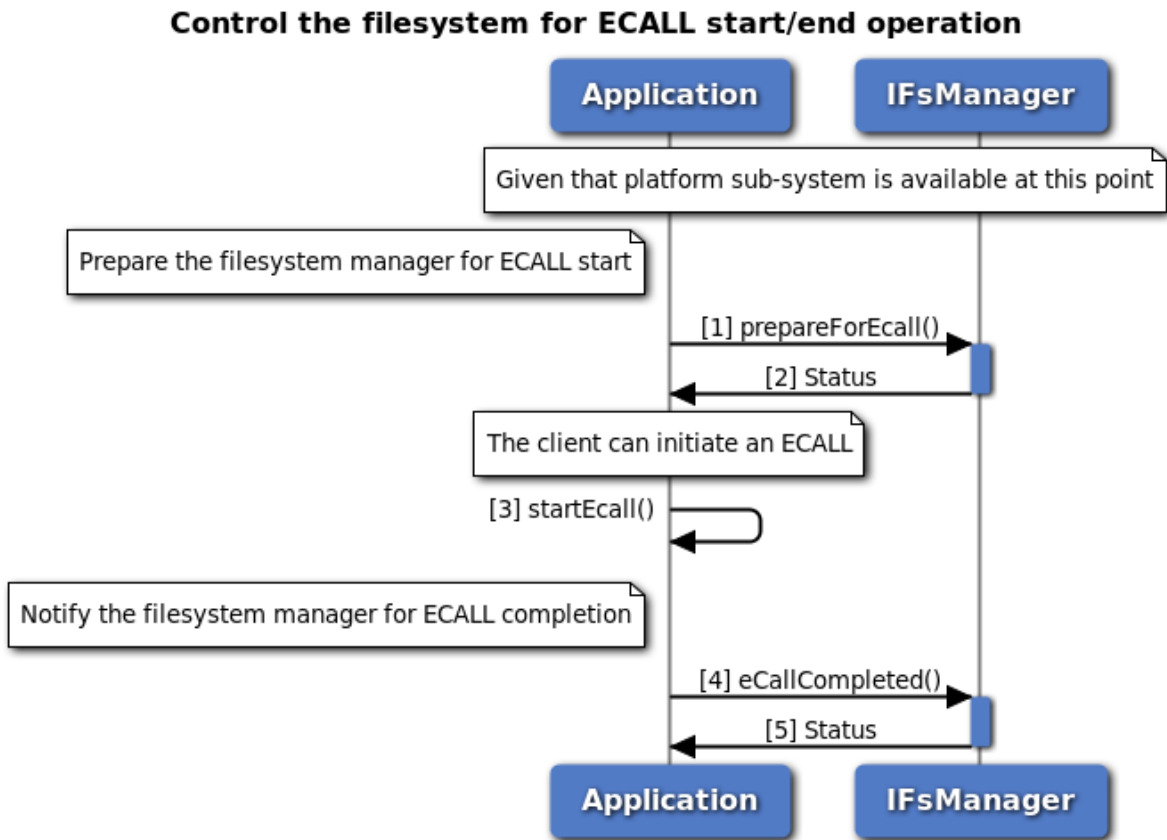 Control the filesystem for ECALL start/end operation
Application
IFsManager
Given that platform sub-system is available at this point
Prepare the filesystem manager for ECALL start
[1] prepareForEcall()
[2] Status
The client can initiate an ECALL
[3] startEcall()
Notify the filesystem manager for ECALL completion
[4] eCallCompleted()
[5] Status
Application
IFsManager